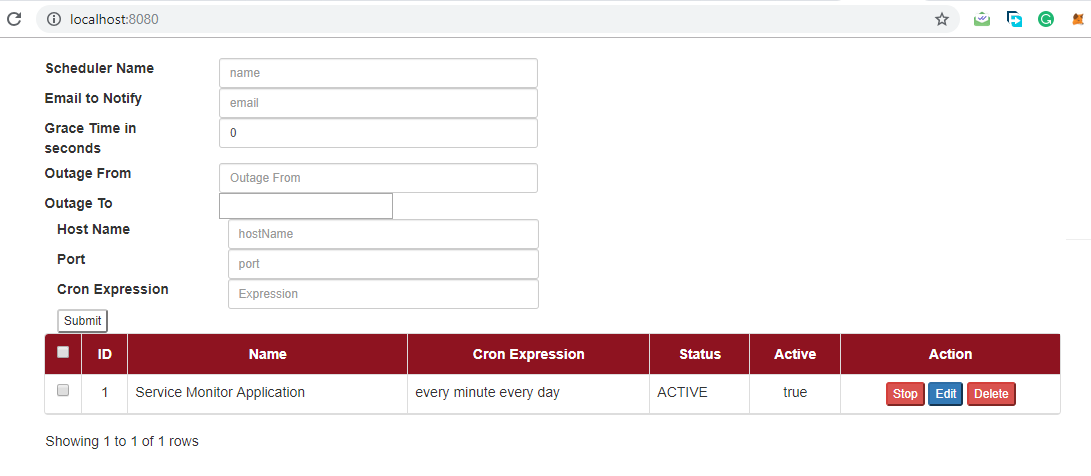 localhost:8080
Scheduler Name name
Email to Notify email
Grace Time in 0
seconds
Outage From Outage From
Outage To
Host Name hostName
Port port
Cron Expression Expression
Submit
ID Name Cron Expression Status Active Action
1 Service Monitor Application every minute every day ACTIVE true Stop Edit Delete
Showing 1 to 1 of 1 rows